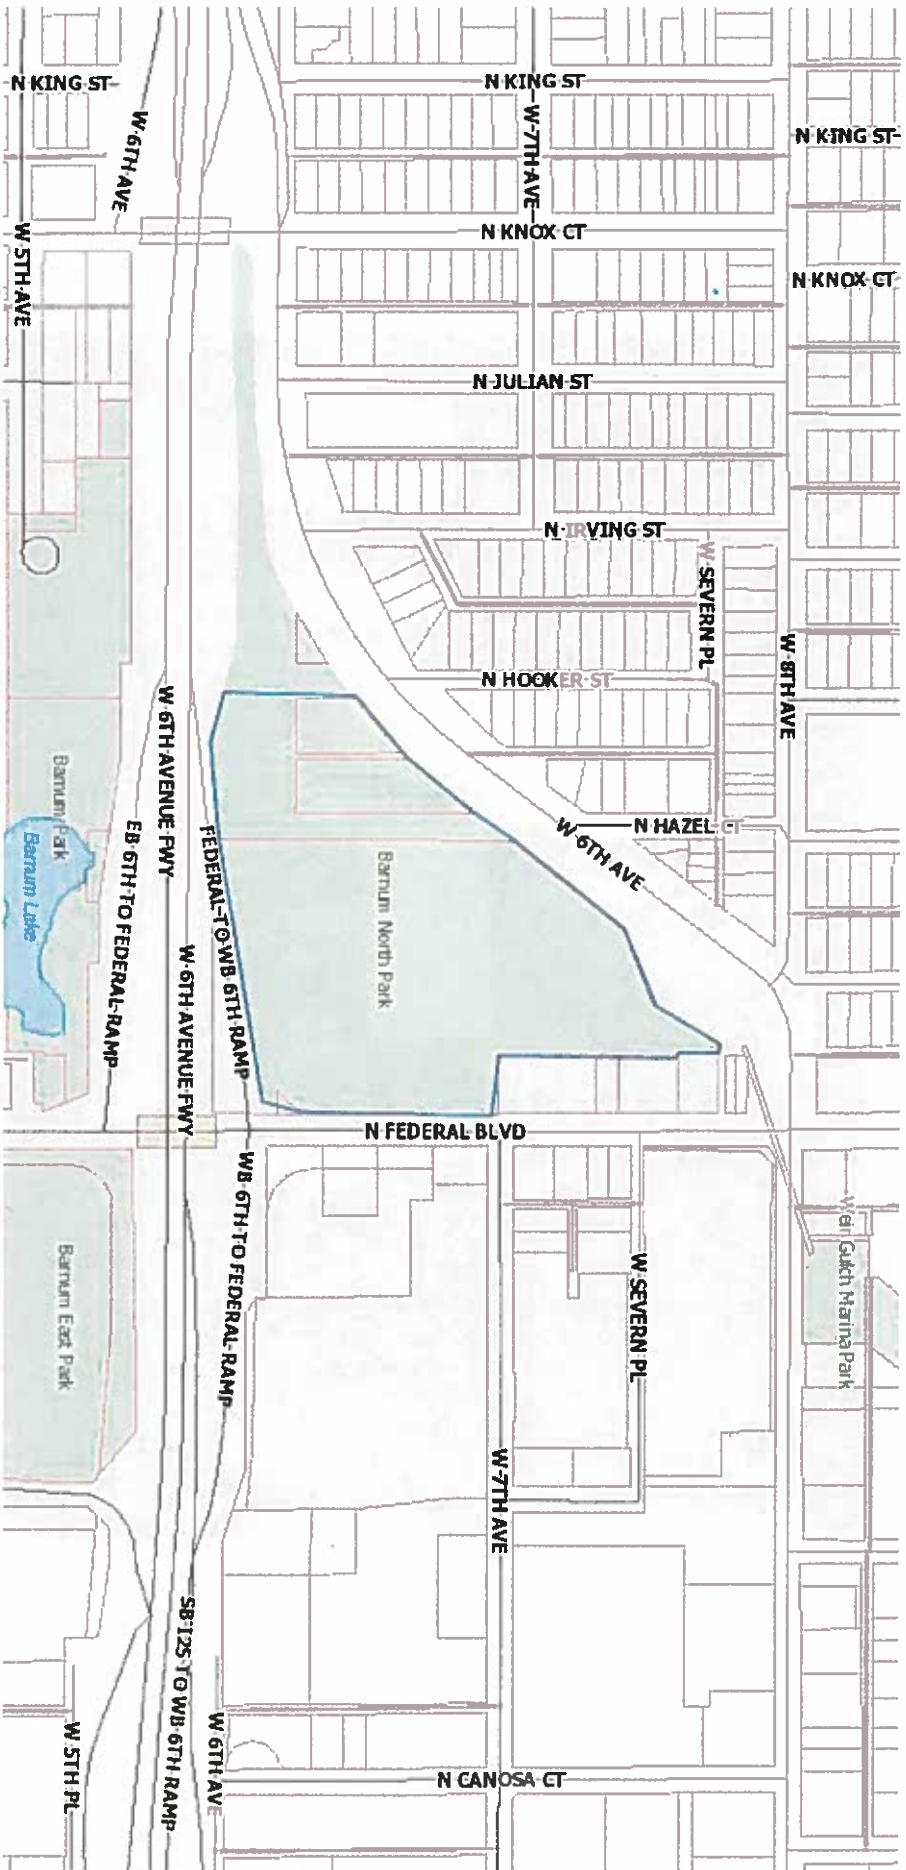 N KING ST
N KING ST
N KING ST
W 6TH AVE
W 7TH AVE
W 5TH AVE
N KNOX CT
N KNOX CT
N JULIAN ST
N IRVING ST
W SEVERN PL
N HOOKER ST
W 8TH AVE
W 6TH AVENUE FWY
Barnum Park
Barnum Lake
EB 6TH TO FEDERAL RAMP
FEDERAL TO WB 6TH RAMP
N HAZEL CT
W 6TH AVE
Barnum North Park
W 6TH AVENUE FWY
N FEDERAL BLVD
WB 6TH TO FEDERAL RAMP
Barnum East Park
W SEVERN PL
Weir Gulch Marina Park
W 7TH AVE
SB I25 TO WB 6TH RAMP
W 5TH PL
W 6TH AVE
N CANOSA CT